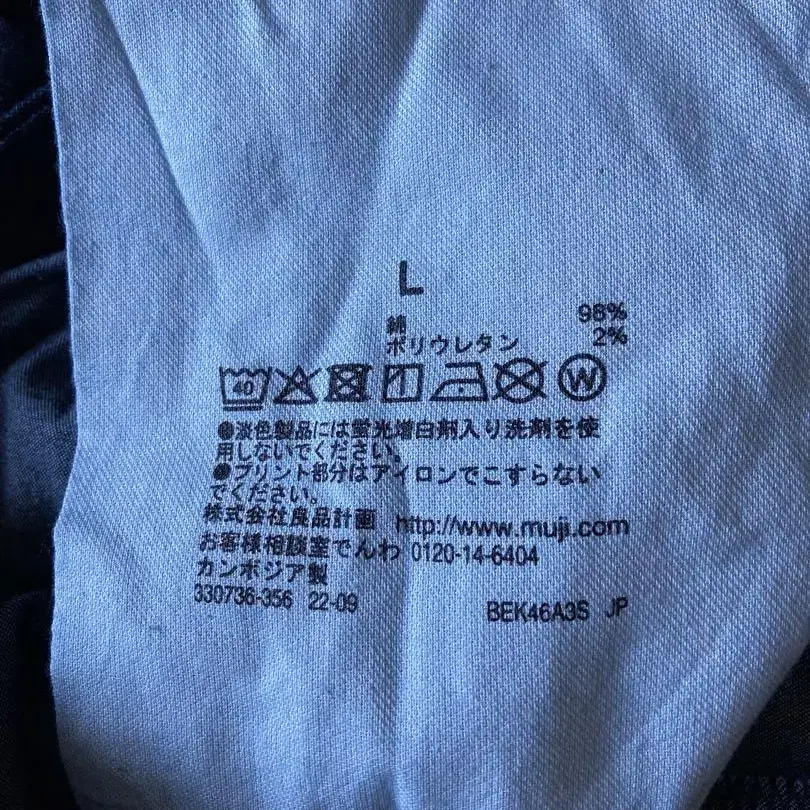 L
綿 98%
ポリウレタン 2%
40 W
●淡色製品には蛍光増白剤入り洗剤を使
用しないでください。
●プリント部分はアイロンでこすらない
でください。
株式会社良品計画 http://www.muji.com
お客様相談室でんわ 0120-14-6404
カンボジア製
330736-356 22-09 BEK46A3S JP